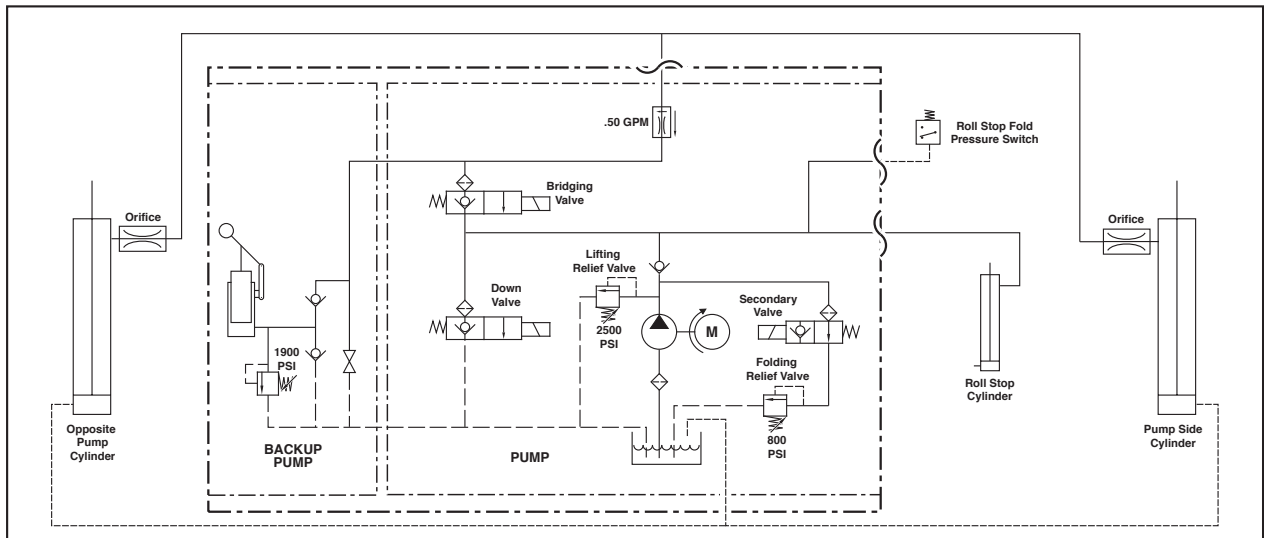 .50 GPM
Roll Stop Fold
Pressure Switch
Bridging
Valve
Orifice
Orifice
Lifting
Relief Valve
Down
Valve
Secondary
Valve
2500
PSI
M
1900
PSI
Folding
Relief Valve
Roll Stop
Cylinder
Opposite
Pump
Cylinder
BACKUP
PUMP
PUMP
800
PSI
Pump Side
Cylinder